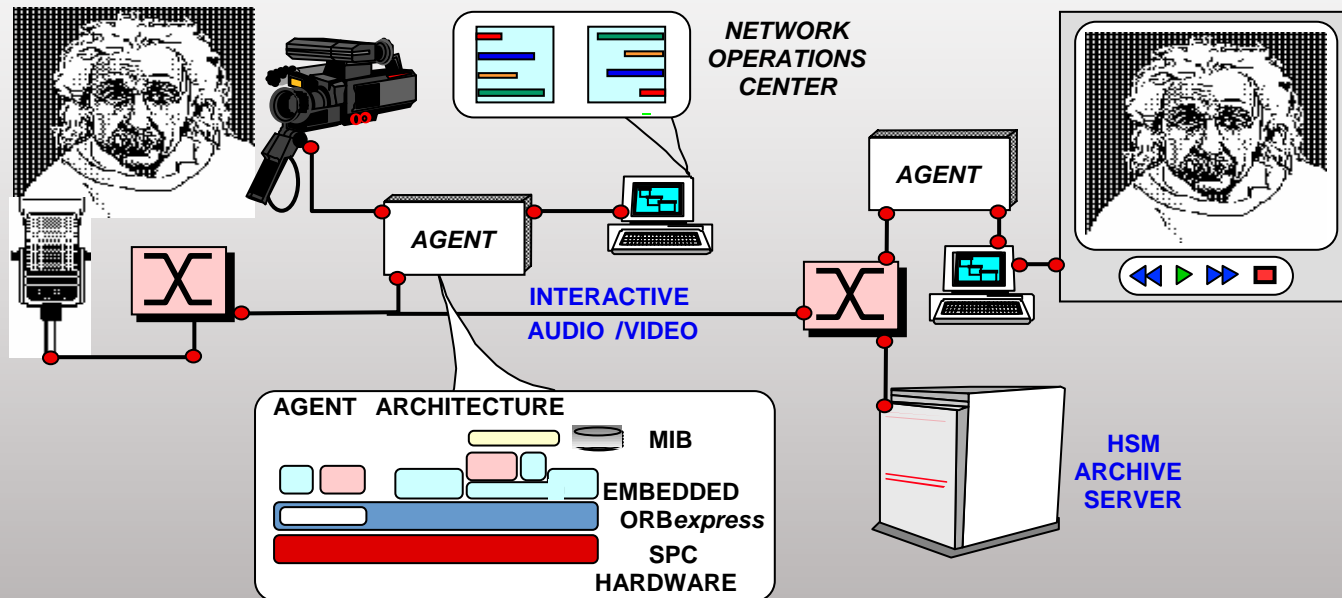 NETWORK
OPERATIONS
CENTER
AGENT
AGENT
INTERACTIVE
AUDIO /VIDEO
AGENT ARCHITECTURE
MIB
EMBEDDED
ORBexpress
SPC
HARDWARE
HSM
ARCHIVE
SERVER